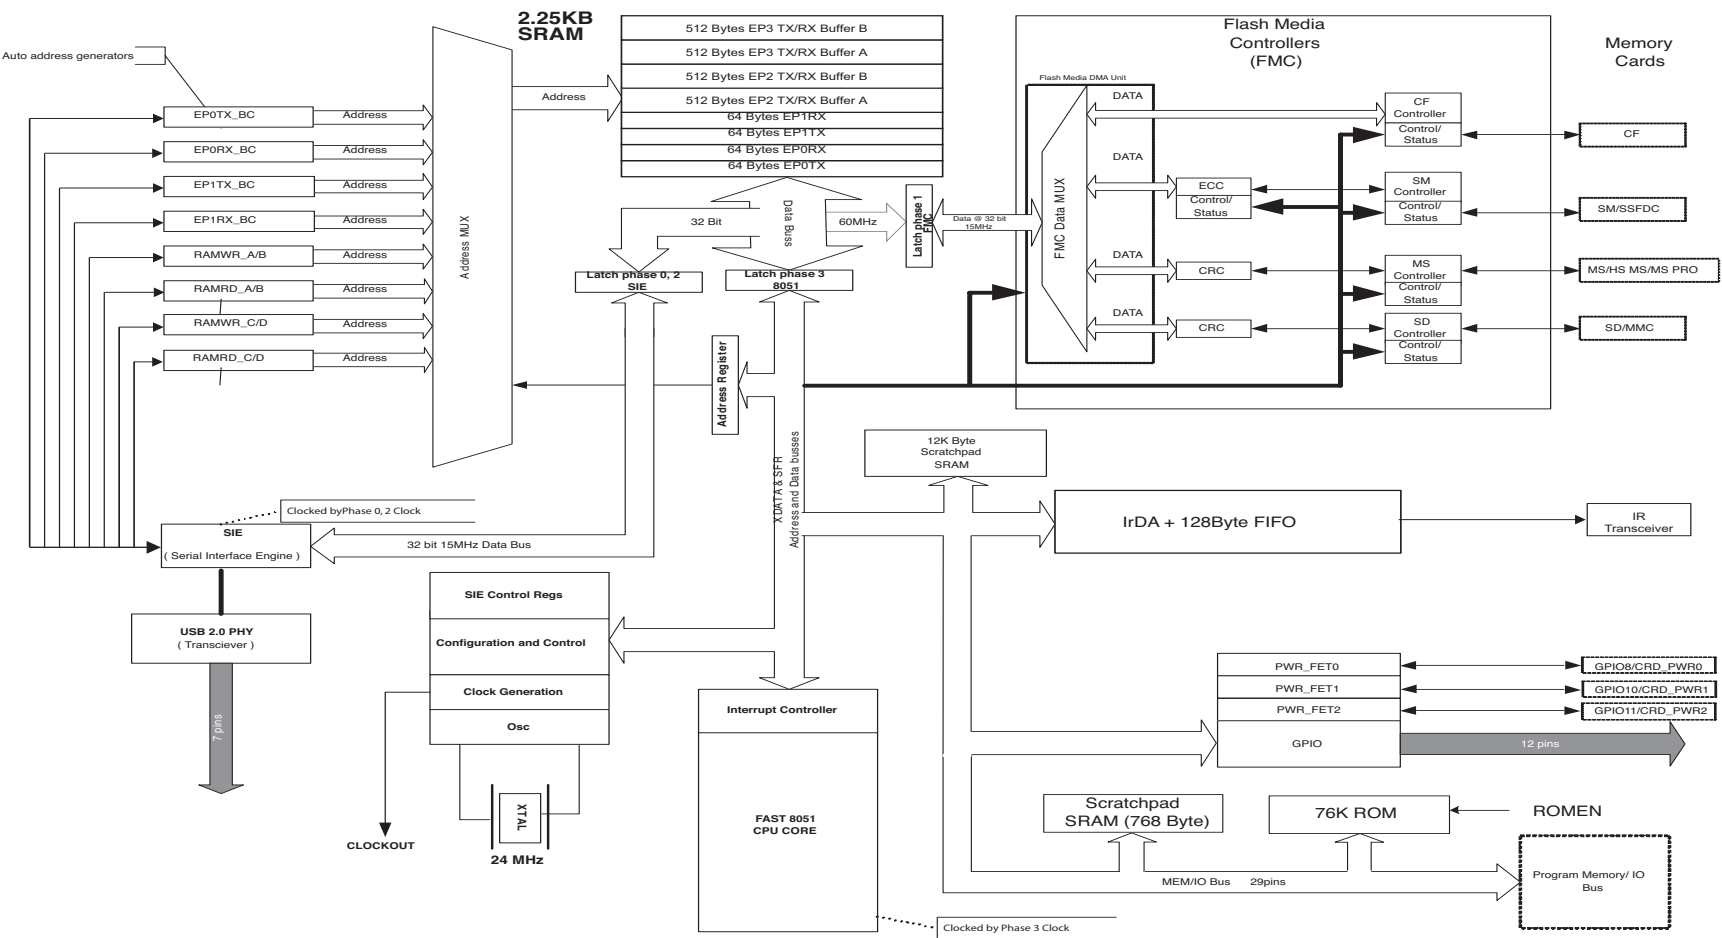 Auto address generators
2.25KB
SRAM
512 Bytes EP3 TX/RX Buffer B
512 Bytes EP3 TX/RX Buffer A
512 Bytes EP2 TX/RX Buffer B
512 Bytes EP2 TX/RX Buffer A
64 Bytes EP1RX
64 Bytes EP1TX
64 Bytes EP0RX
64 Bytes EP0TX
Address
EP0TX_BC
Address
EP0RX_BC
Address
EP1TX_BC
Address
EP1RX_BC
Address
RAMWR_A/B
Address
RAMRD_A/B
Address
RAMWR_C/D
Address
RAMRD_C/D
Address
Address MUX
32 Bit
Data Buss
60MHz
Latch phase 1
FMC
Data @ 32 bit
15MHz
Latch phase 0, 2
SIE
Latch phase 3
8051
Address Register
Flash Media
Controllers
(FMC)
Flash Media DMA Unit
FMC Data MUX
DATA
DATA
DATA
DATA
ECC
Control/
Status
CRC
CRC
CF
Controller
Control/
Status
SM
Controller
Control/
Status
MS
Controller
Control/
Status
SD
Controller
Control/
Status
Memory
Cards
CF
SM/SSFDC
MS/HS MS/MS PRO
SD/MMC
XDATA & SFR
Address and Data busses
12K Byte
Scratchpad
SRAM
IrDA + 128Byte FIFO
IR
Transceiver
Clocked byPhase 0, 2 Clock
SIE
( Serial Interface Engine )
32 bit 15MHz Data Bus
USB 2.0 PHY
( Transciever )
7 pins
SIE Control Regs
Configuration and Control
Clock Generation
Osc
XTAL
24 MHz
CLOCKOUT
Interrupt Controller
FAST 8051
CPU CORE
Clocked by Phase 3 Clock
PWR_FET0
PWR_FET1
PWR_FET2
GPIO
GPIO8/CRD_PWR0
GPIO10/CRD_PWR1
GPIO11/CRD_PWR2
12 pins
Scratchpad
SRAM (768 Byte)
76K ROM
ROMEN
MEM/IO Bus 29pins
Program Memory/ IO
Bus